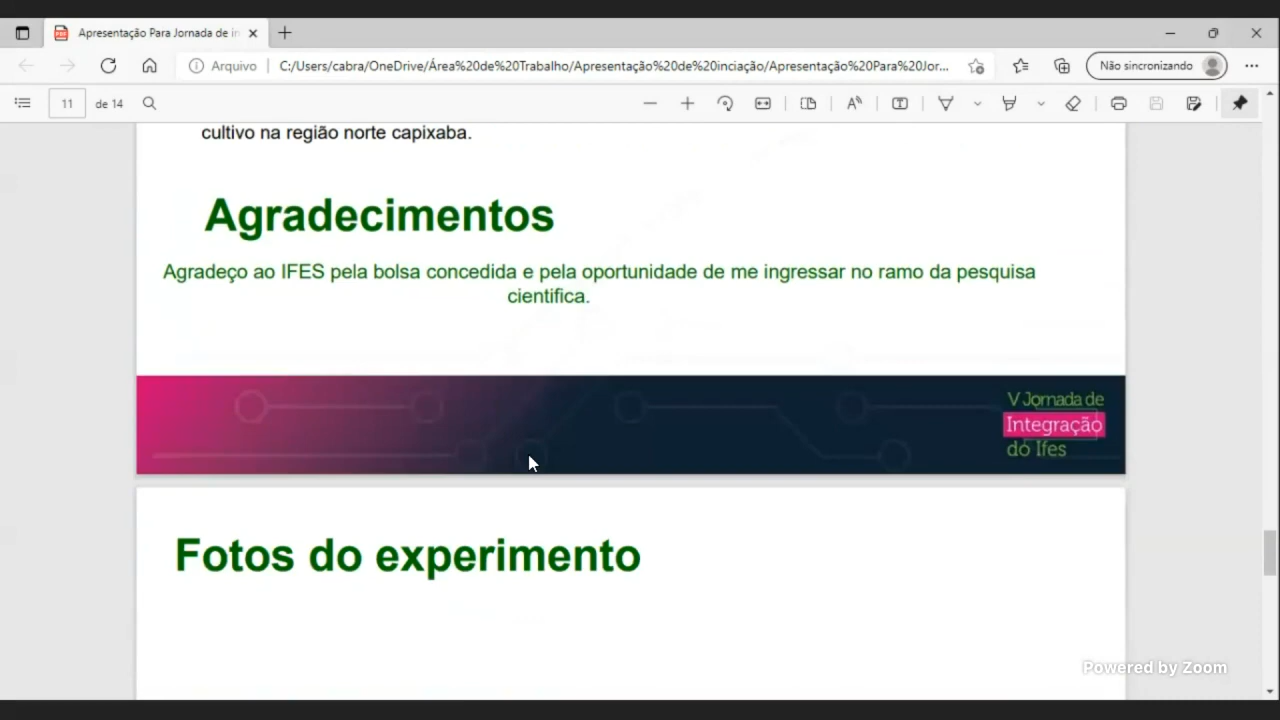 Apresentação Para Jornada de in
Arquivo
C:/Users/cabra/OneDrive/Área%20de%20Trabalho/Apresentação%20de%20inciação/Apresentação%20Para%20Jor...
Não sincronizando
11 de 14
cultivo na região norte capixaba.
Agradecimentos
Agradeço ao IFES pela bolsa concedida e pela oportunidade de me ingressar no ramo da pesquisa
cientifica.
V Jornada de
Integração
do Ifes
Fotos do experimento
Powered by Zoom